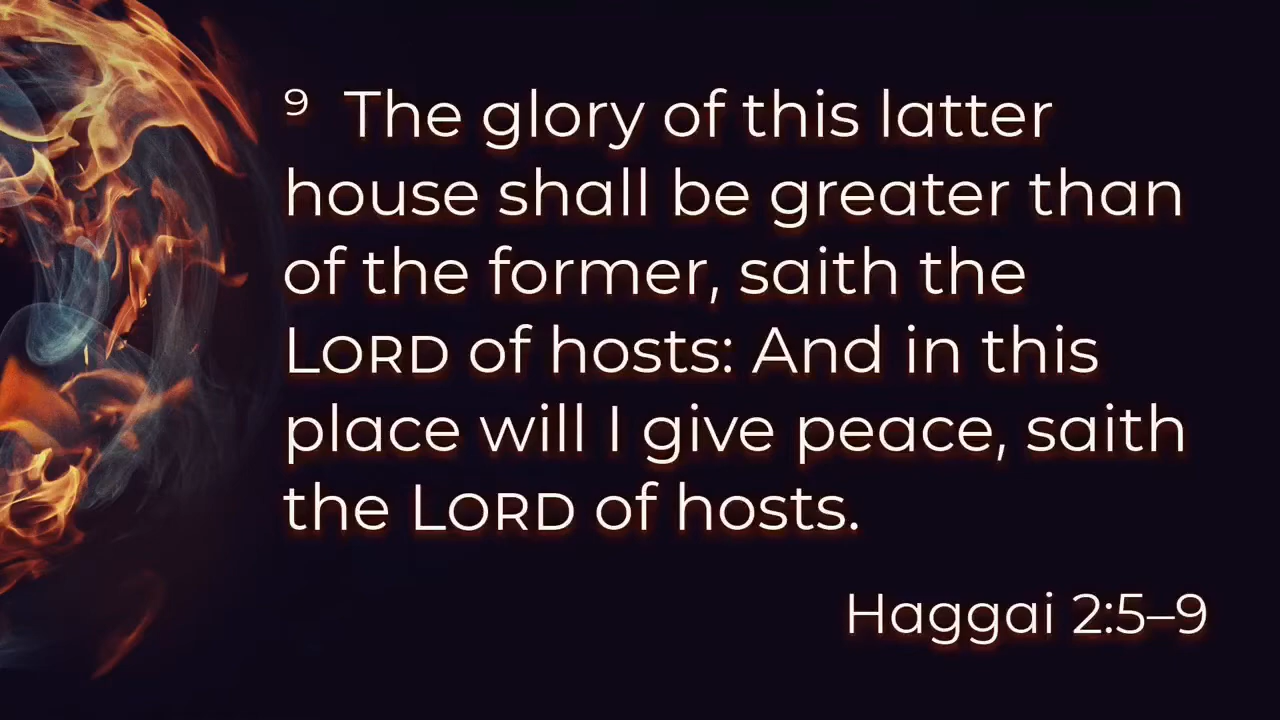 9 The glory of this latter
house shall be greater than
of the former, saith the
LORD of hosts: And in this
place will I give peace, saith
the LORD of hosts.
Haggai 2:5–9